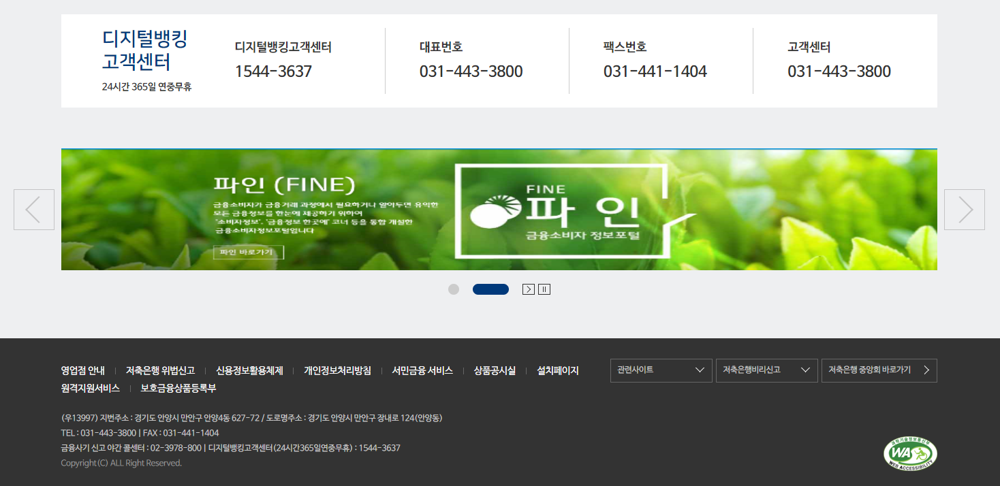 디지털뱅킹
고객센터
24시간 365일 연중무휴
디지털뱅킹고객센터
1544-3637
대표번호
031-443-3800
팩스번호
031-441-1404
고객센터
031-443-3800
파인 (FINE)
금융소비자가 금융거래 과정에서 필요하거나 알아두면 유익한
모든 금융정보를 한눈에 제공하기 위하여
'소비자정보', '금융정보 한곳에' 코너 등을 통합 개설한
금융소비자정보포털입니다
파인 바로가기
FINE
파인
금융소비자 정보포털
영업점 안내 | 저축은행 위법신고 | 신용정보활용체제 | 개인정보처리방침 | 서민금융 서비스 | 상품공시실 | 설치페이지
원격지원서비스 | 보호금융상품등록부
관련사이트
저축은행비리신고
저축은행 중앙회 바로가기
(우13997) 지번주소 : 경기도 안양시 만안구 안양4동 627-72 / 도로명주소 : 경기도 안양시 만안구 장내로 124(안양동)
TEL : 031-443-3800 | FAX : 031-441-1404
금융사기 신고 야간 콜센터 : 02-3978-800 | 디지털뱅킹고객센터(24시간365일연중무휴) : 1544-3637
Copyright(C) ALL Right Reserved.
과학기술정보통신부
WA
WEB ACCESSIBILITY